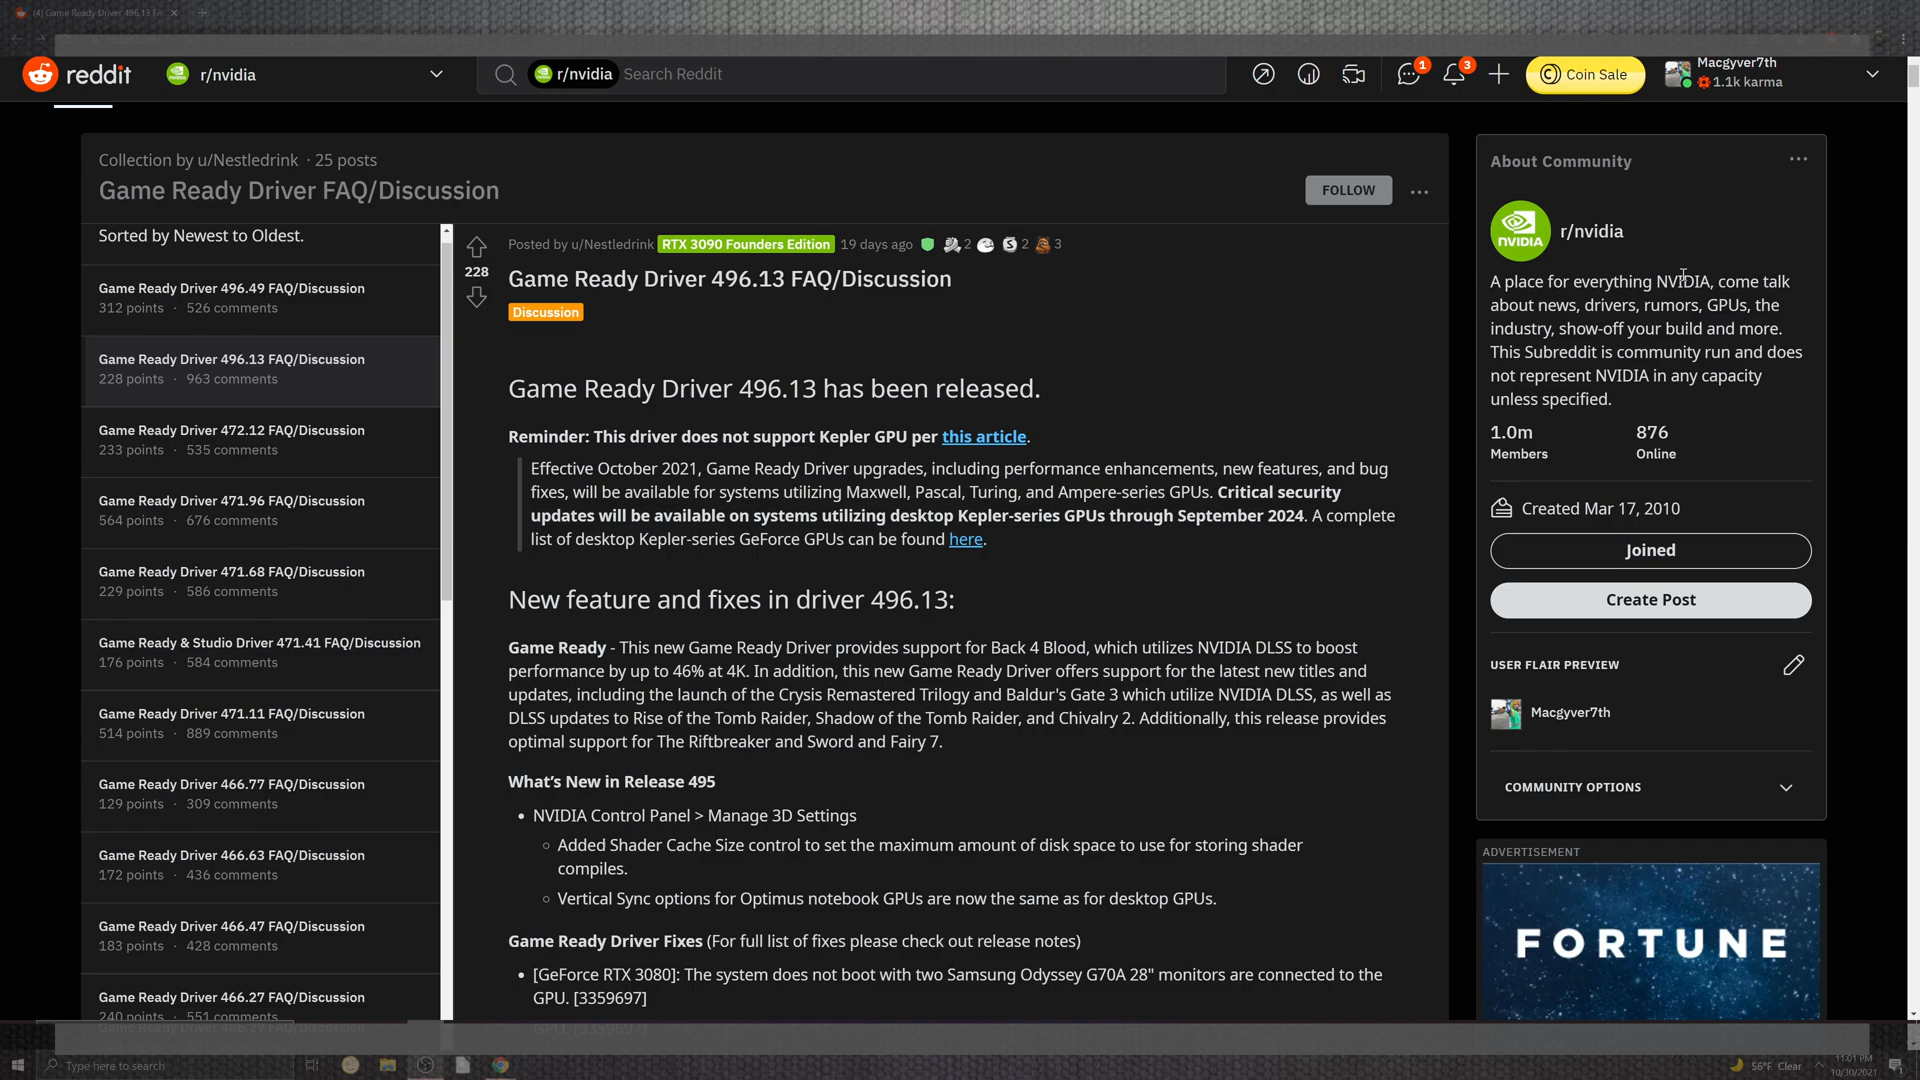 (4) Game Ready Driver 496.13 FA
reddit
r/nvidia
r/nvidia Search Reddit
1
3
Coin Sale
Macgyver7th
1.1k karma
Collection by u/Nestledrink · 25 posts
Game Ready Driver FAQ/Discussion
FOLLOW
Sorted by Newest to Oldest.
Game Ready Driver 496.49 FAQ/Discussion
312 points · 526 comments
Game Ready Driver 496.13 FAQ/Discussion
228 points · 963 comments
Game Ready Driver 472.12 FAQ/Discussion
233 points · 535 comments
Game Ready Driver 471.96 FAQ/Discussion
564 points · 676 comments
Game Ready Driver 471.68 FAQ/Discussion
229 points · 586 comments
Game Ready & Studio Driver 471.41 FAQ/Discussion
176 points · 584 comments
Game Ready Driver 471.11 FAQ/Discussion
514 points · 889 comments
Game Ready Driver 466.77 FAQ/Discussion
129 points · 309 comments
Game Ready Driver 466.63 FAQ/Discussion
172 points · 436 comments
Game Ready Driver 466.47 FAQ/Discussion
183 points · 428 comments
Game Ready Driver 466.27 FAQ/Discussion
240 points · 551 comments
228
Posted by u/Nestledrink RTX 3090 Founders Edition 19 days ago 2 S 2 3
Game Ready Driver 496.13 FAQ/Discussion
Discussion
Game Ready Driver 496.13 has been released.
Reminder: This driver does not support Kepler GPU per this article.
Effective October 2021, Game Ready Driver upgrades, including performance enhancements, new features, and bug
fixes, will be available for systems utilizing Maxwell, Pascal, Turing, and Ampere-series GPUs. Critical security
updates will be available on systems utilizing desktop Kepler-series GPUs through September 2024. A complete
list of desktop Kepler-series GeForce GPUs can be found here.
New feature and fixes in driver 496.13:
Game Ready - This new Game Ready Driver provides support for Back 4 Blood, which utilizes NVIDIA DLSS to boost
performance by up to 46% at 4K. In addition, this new Game Ready Driver offers support for the latest new titles and
updates, including the launch of the Crysis Remastered Trilogy and Baldur's Gate 3 which utilize NVIDIA DLSS, as well as
DLSS updates to Rise of the Tomb Raider, Shadow of the Tomb Raider, and Chivalry 2. Additionally, this release provides
optimal support for The Riftbreaker and Sword and Fairy 7.
What's New in Release 495
• NVIDIA Control Panel > Manage 3D Settings
○ Added Shader Cache Size control to set the maximum amount of disk space to use for storing shader
compiles.
○ Vertical Sync options for Optimus notebook GPUs are now the same as for desktop GPUs.
Game Ready Driver Fixes (For full list of fixes please check out release notes)
• [GeForce RTX 3080]: The system does not boot with two Samsung Odyssey G70A 28" monitors are connected to the
GPU. [3359697]
GPU. [3359697]
About Community
NVIDIA
r/nvidia
A place for everything NVIDIA, come talk
about news, drivers, rumors, GPUs, the
industry, show-off your build and more.
This Subreddit is community run and does
not represent NVIDIA in any capacity
unless specified.
1.0m
Members
876
Online
Created Mar 17, 2010
Joined
Create Post
USER FLAIR PREVIEW
Macgyver7th
COMMUNITY OPTIONS
ADVERTISEMENT
FORTUNE
Type here to search
56°F Clear
11:01 PM
10/30/2021